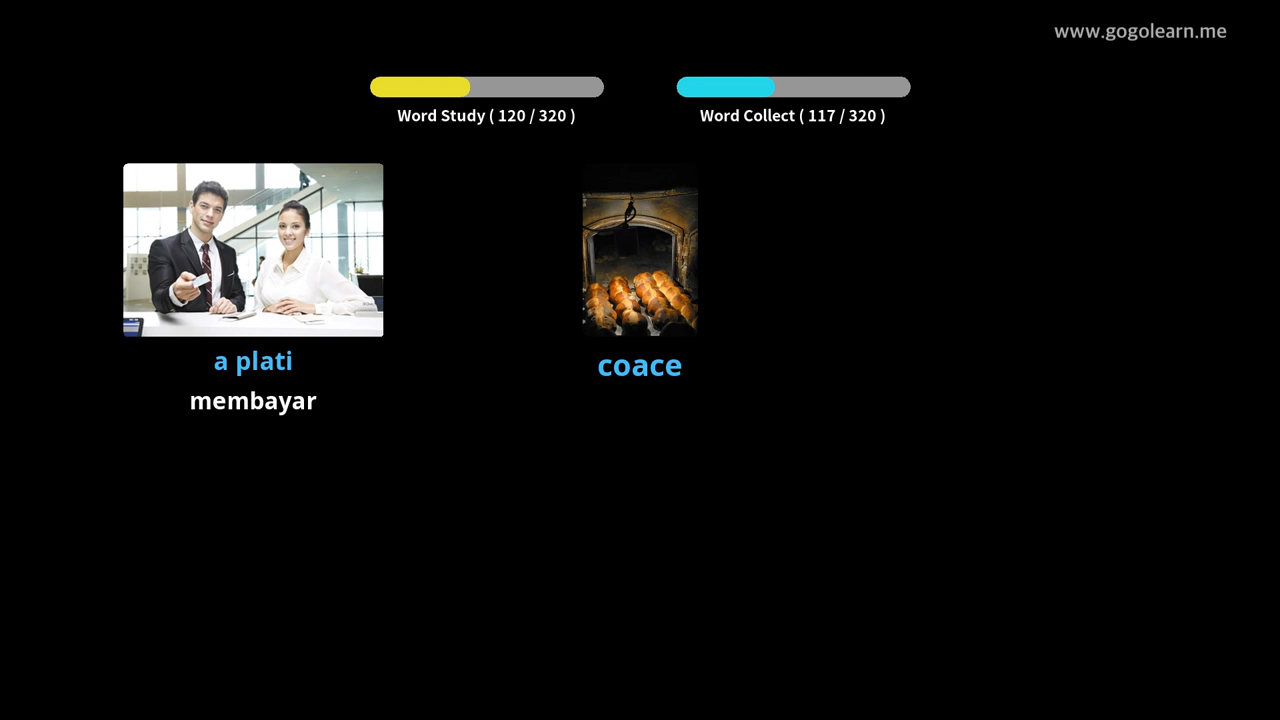 www.gogolearn.me
Word Study ( 120 / 320 )
Word Collect ( 117 / 320 )
a plati
membayar
coace